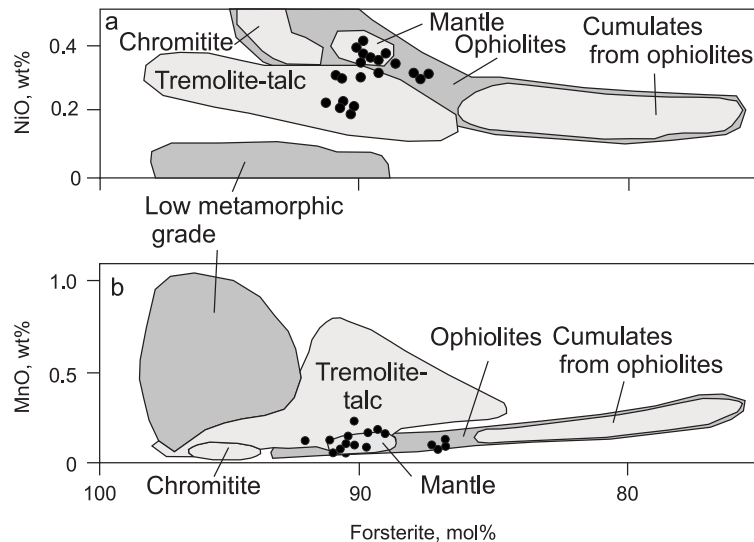 a
Chromitite
Mantle
Ophiolites
Cumulates
from ophiolites
Tremolite-talc
NiO, wt%
0.4
0.2
0
Low metamorphic
grade
b
MnO, wt%
1.0
0.5
0
Tremolite-
talc
Ophiolites
Cumulates
from ophiolites
Chromitite
Mantle
100
90
80
Forsterite, mol%